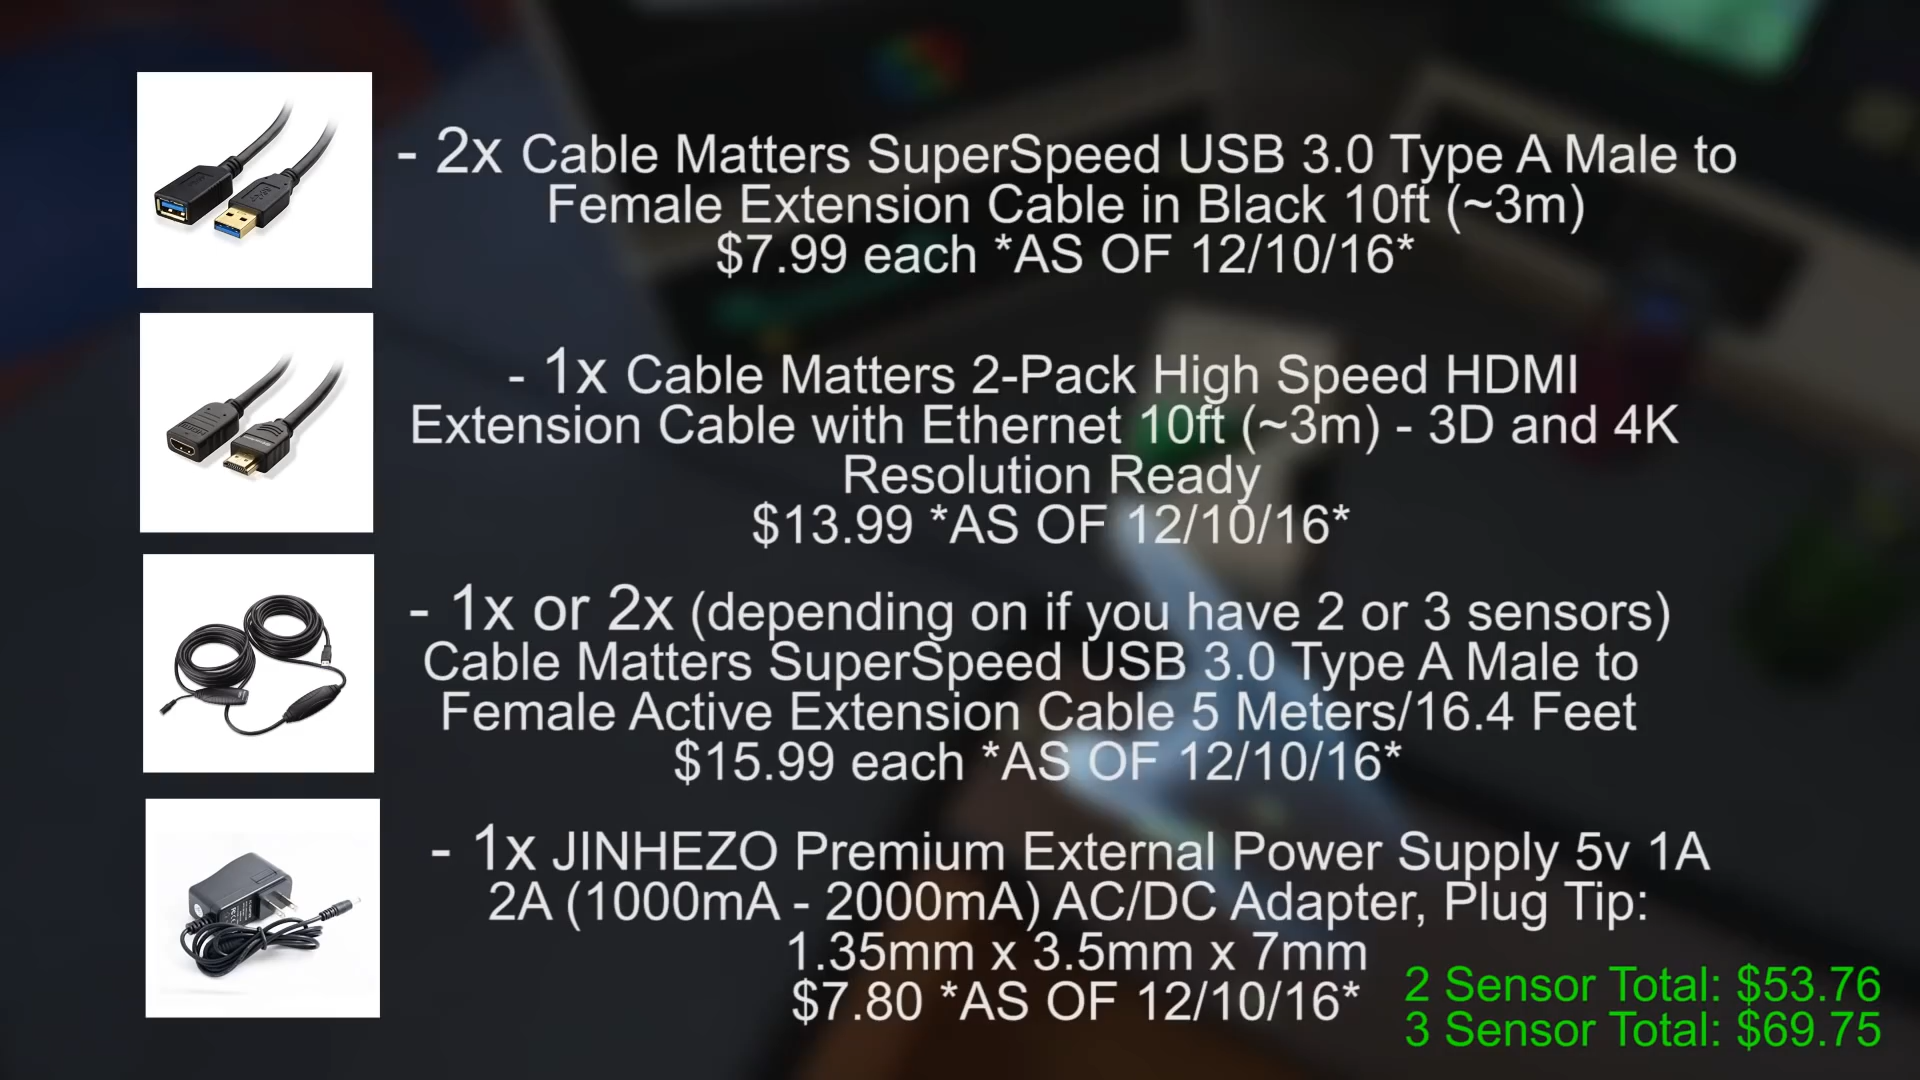 - 2x Cable Matters SuperSpeed USB 3.0 Type A Male to
Female Extension Cable in Black 10ft (~3m)
$7.99 each *AS OF 12/10/16*
- 1x Cable Matters 2-Pack High Speed HDMI
Extension Cable with Ethernet 10ft (~3m) - 3D and 4K
Resolution Ready
$13.99 *AS OF 12/10/16*
- 1x or 2x (depending on if you have 2 or 3 sensors)
Cable Matters SuperSpeed USB 3.0 Type A Male to
Female Active Extension Cable 5 Meters/16.4 Feet
$15.99 each *AS OF 12/10/16*
- 1x JINHEZO Premium External Power Supply 5v 1A
2A (1000mA - 2000mA) AC/DC Adapter, Plug Tip:
1.35mm x 3.5mm x 7mm
$7.80 *AS OF 12/10/16*
2 Sensor Total: $53.76
3 Sensor Total: $69.75